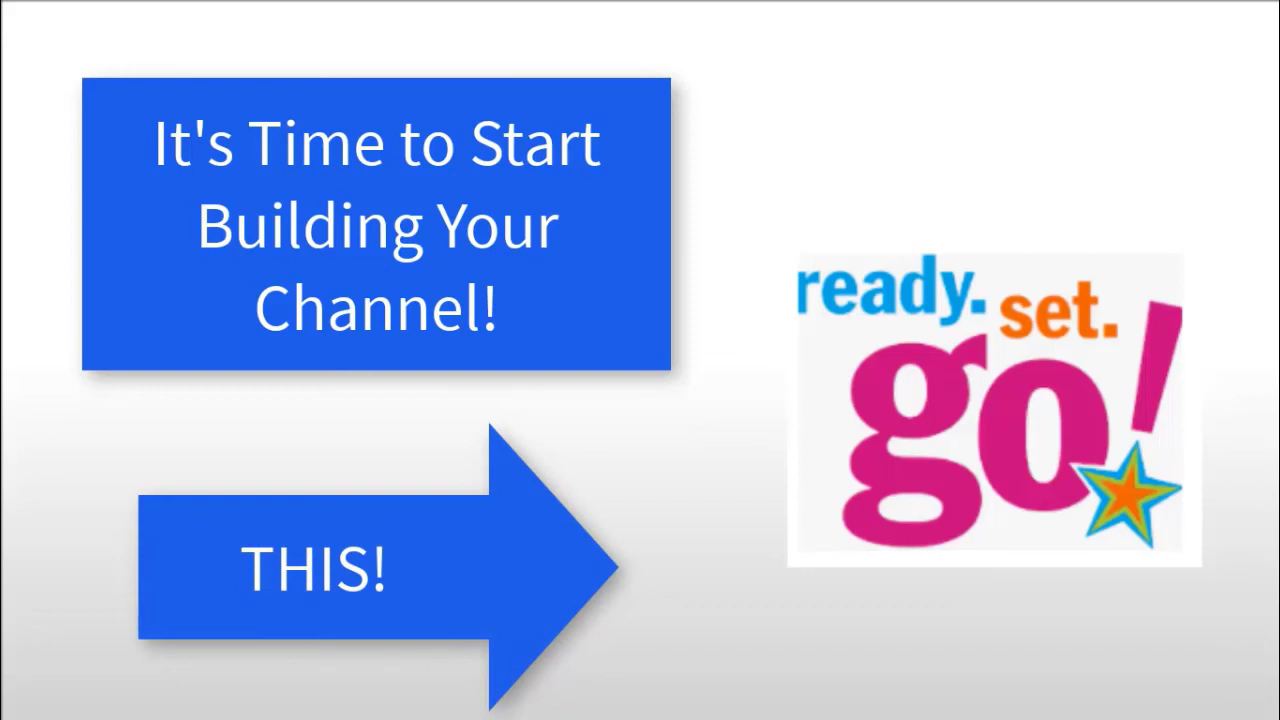 It's Time to Start
Building Your
Channel!
THIS!
ready. set.
go!